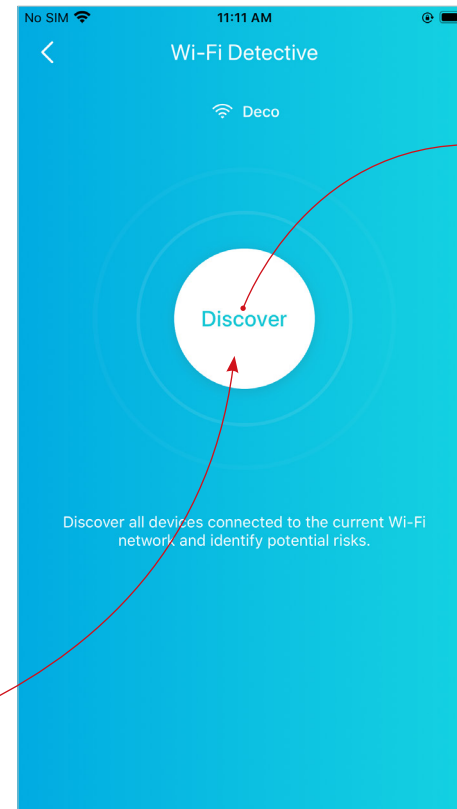 No SIM 11:11 AM
Wi-Fi Detective
Deco
Discover
Discover all devices connected to the current Wi-Fi
network and identify potential risks.